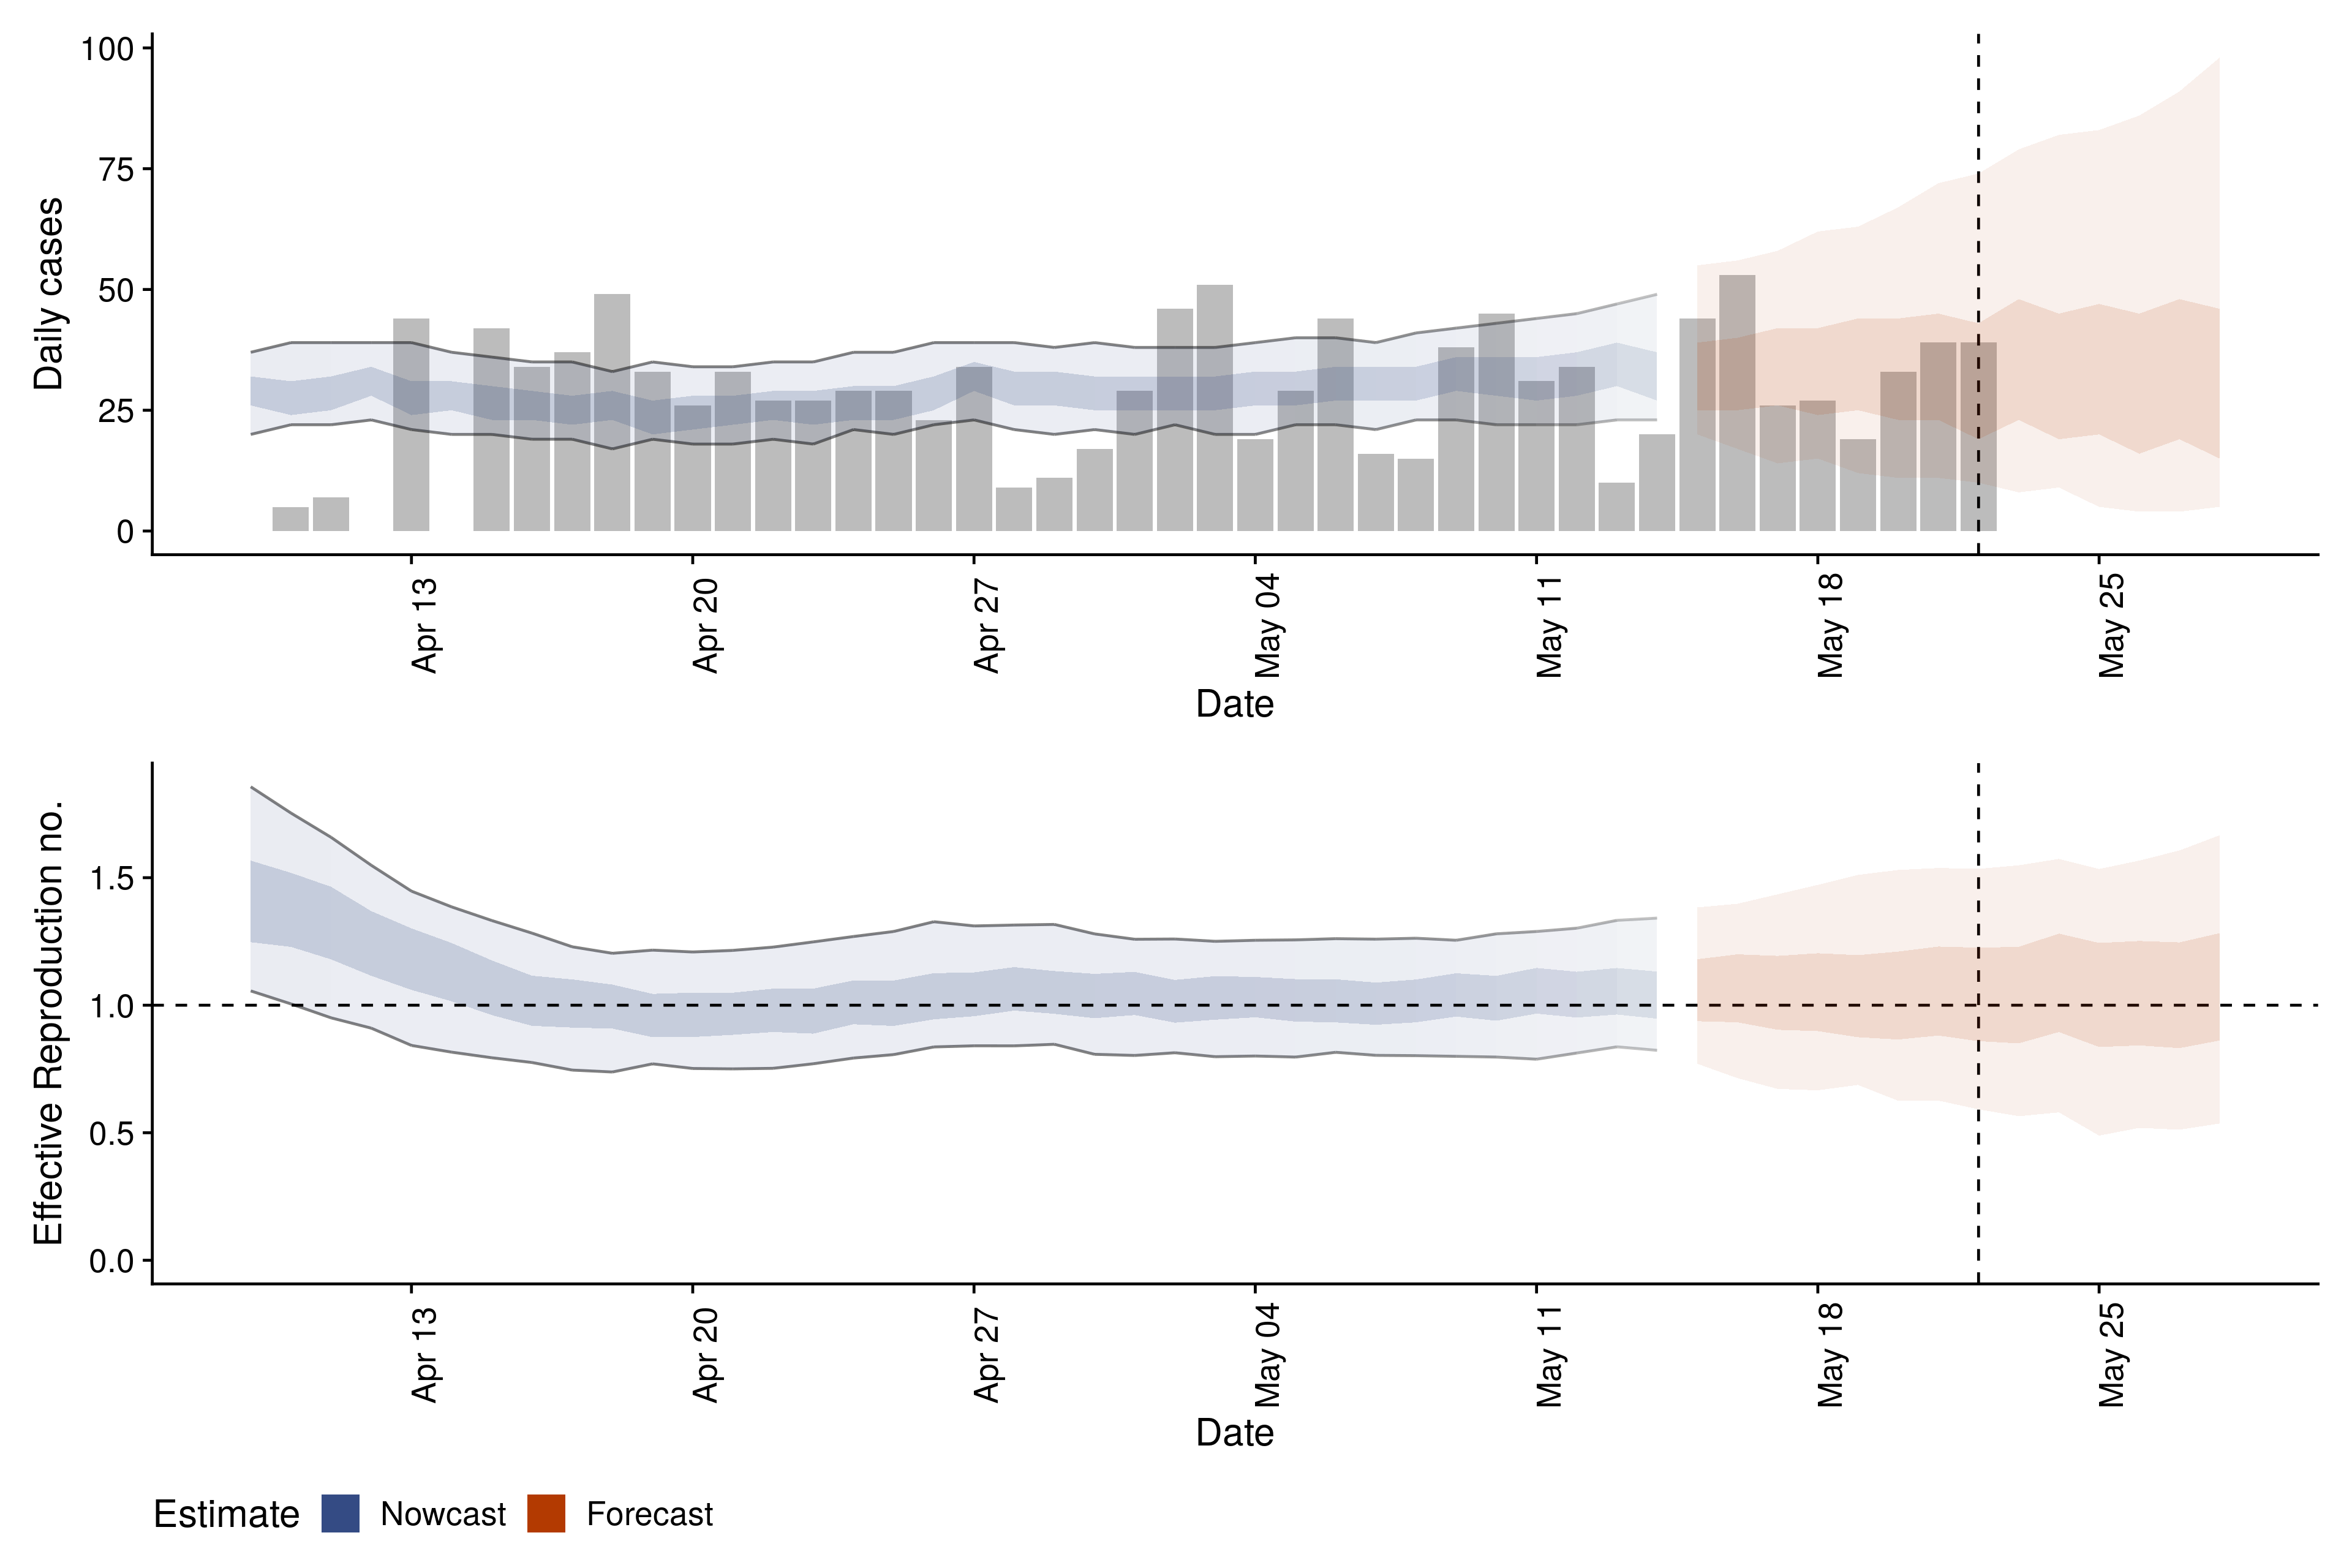 100
75
50
25
0
Daily cases
Apr 13
Apr 20
Apr 27
May 04
May 11
May 18
May 25
Date
1.5
1.0
0.5
0.0
Effective Reproduction no.
Apr 13
Apr 20
Apr 27
May 04
May 11
May 18
May 25
Date
Estimate Nowcast Forecast